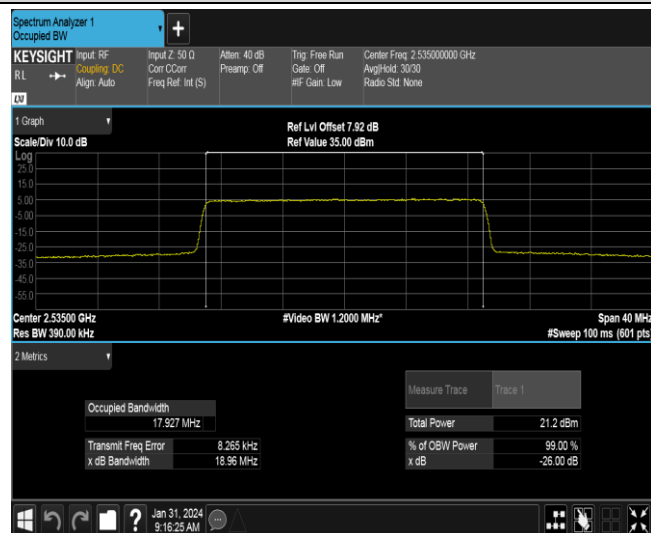 Spectrum Analyzer 1
Occupied BW
KEYSIGHT
RL
Input: RF
Coupling: DC
Align: Auto
Input Z: 50 Ω
Corr CCorr
Freq Ref: Int (S)
Atten: 40 dB
Preamp: Off
Trig: Free Run
Gate: Off
#IF Gain: Low
Center Freq: 2.535000000 GHz
Avg|Hold: 30/30
Radio Std: None
LXI
1 Graph
Scale/Div 10.0 dB
Ref Lvl Offset 7.92 dB
Ref Value 35.00 dBm
Log
25.0
15.0
5.00
-5.00
-15.0
-25.0
-35.0
-45.0
-55.0
Center 2.53500 GHz
Res BW 390.00 kHz
#Video BW 1.2000 MHz*
Span 40 MHz
#Sweep 100 ms (601 pts)
2 Metrics
Measure Trace Trace 1
Occupied Bandwidth
17.927 MHz
Total Power 21.2 dBm
Transmit Freq Error 8.265 kHz
x dB Bandwidth 18.96 MHz
% of OBW Power 99.00 %
x dB -26.00 dB
Jan 31, 2024
9:16:25 AM